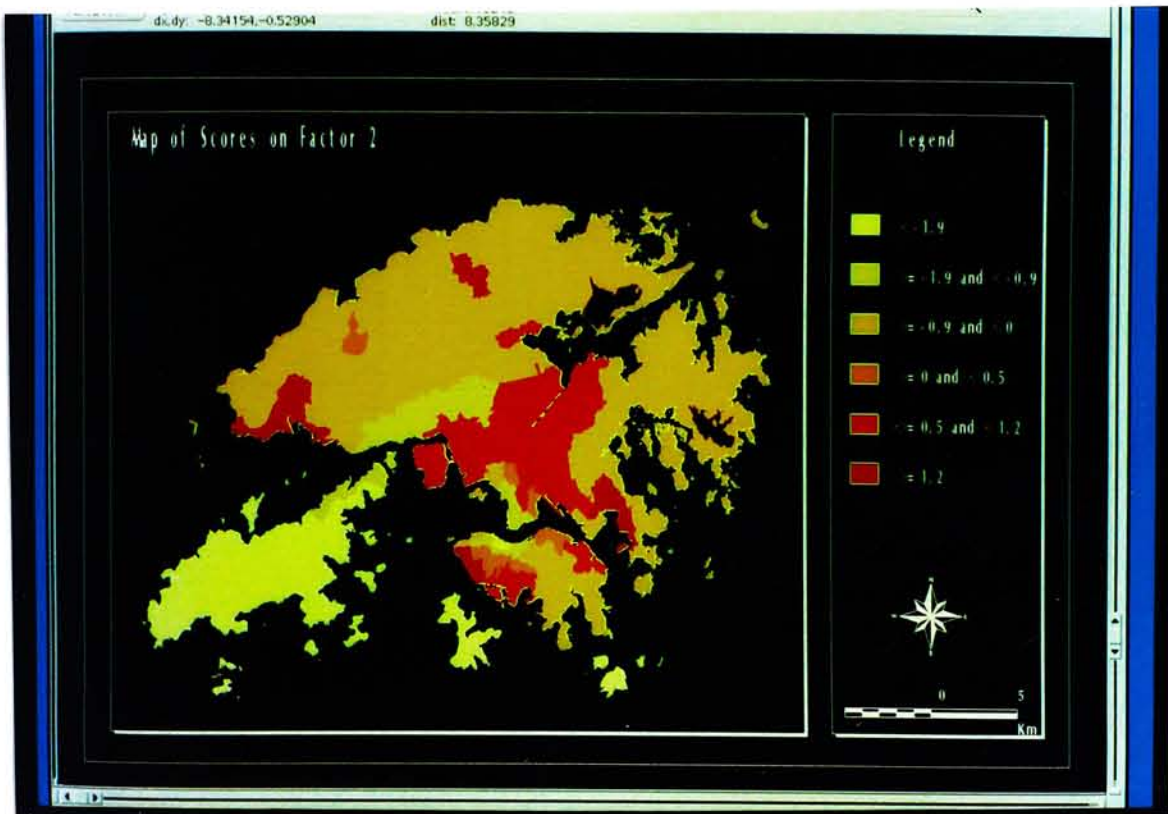 dx,dy: -8.34154,-0.52904 dist: 8.35829
Map of Scores on Factor 2
Legend
-1.9
= -1.9 and < -0.9
= -0.9 and < 0
= 0 and < 0.5
= 0.5 and < 1.2
= 1.2
0 5
Km